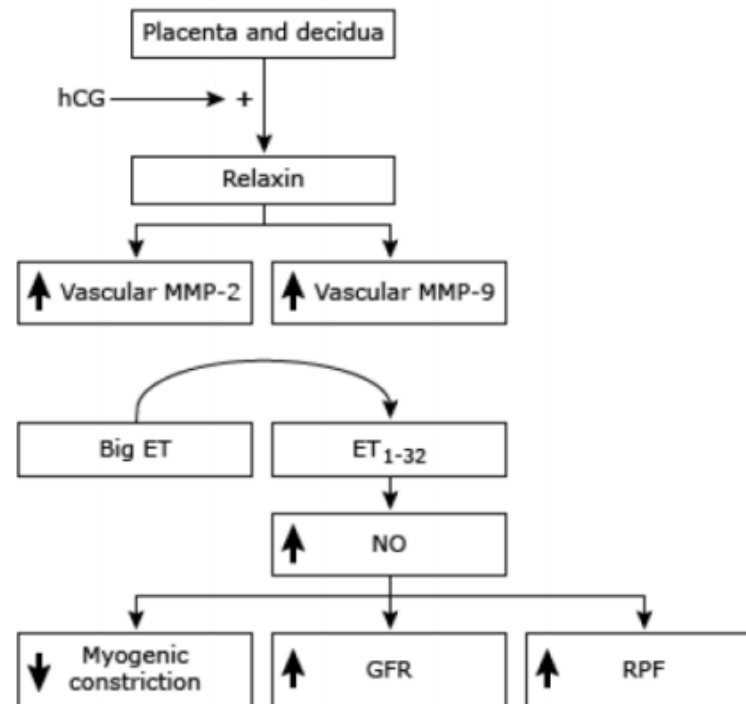 Placenta and decidua
hCG +
Relaxin
Vascular MMP-2
Vascular MMP-9
Big ET
ET1-32
NO
Myogenic
constriction
GFR
RPF